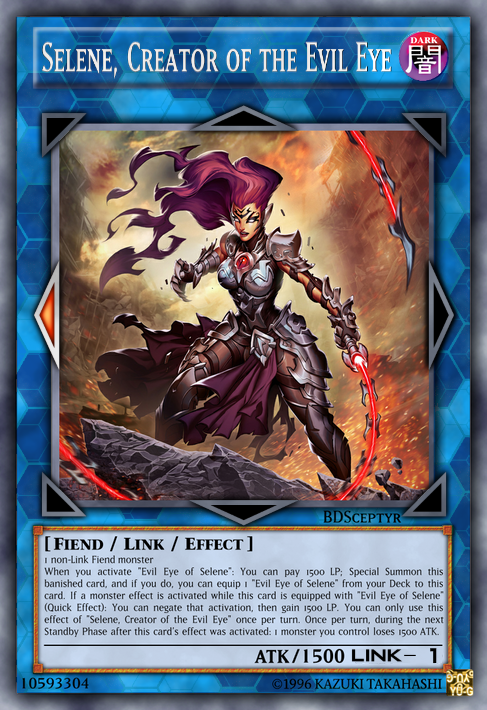 Selene, Creator of the Evil Eye
DARK
闇
BDSceptyr
[ Fiend / Link / Effect ]
1 non-Link Fiend monster
When you activate "Evil Eye of Selene": You can pay 1500 LP; Special Summon this
banished card, and if you do, you can equip 1 "Evil Eye of Selene" from your Deck to this
card. If a monster effect is activated while this card is equipped with "Evil Eye of Selene"
(Quick Effect): You can negate that activation, then gain 1500 LP. You can only use this
effect of "Selene, Creator of the Evil Eye" once per turn. Once per turn, during the next
Standby Phase after this card's effect was activated: 1 monster you control loses 1500 ATK.
ATK/1500 LINK– 1
10593304
©1996 KAZUKI TAKAHASHI